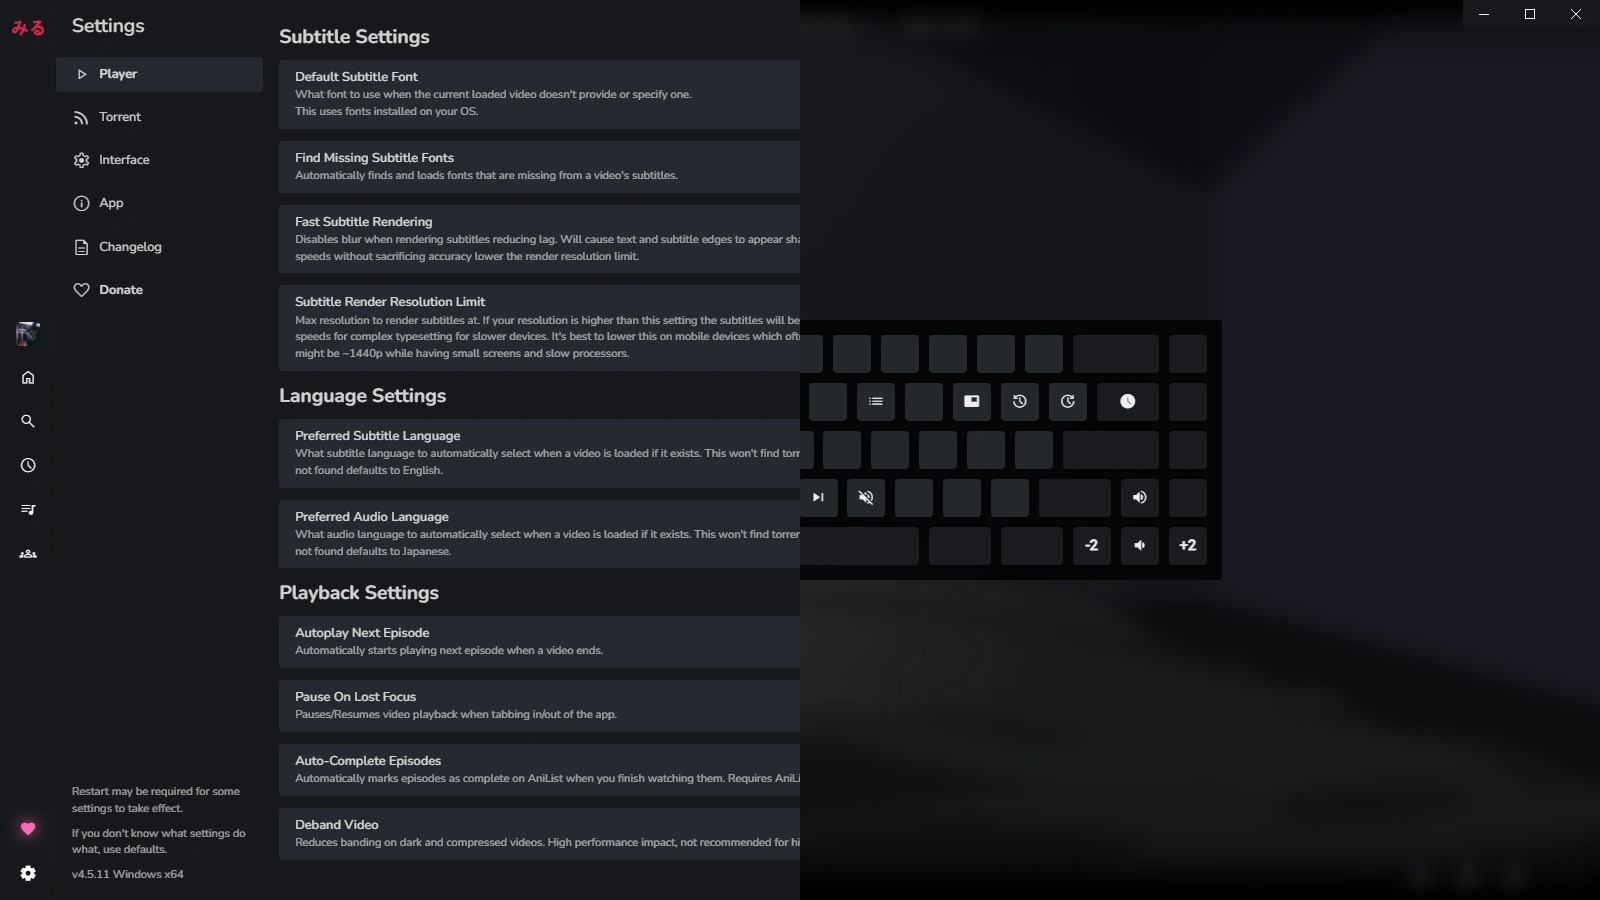 みる
Settings
Player
Torrent
Interface
App
Changelog
Donate
Restart may be required for some
settings to take effect.
If you don't know what settings do
what, use defaults.
v4.5.11 Windows x64
Subtitle Settings
Default Subtitle Font
What font to use when the current loaded video doesn't provide or specify one.
This uses fonts installed on your OS.
Find Missing Subtitle Fonts
Automatically finds and loads fonts that are missing from a video's subtitles.
Fast Subtitle Rendering
Disables blur when rendering subtitles reducing lag. Will cause text and subtitle edges to appear sha
speeds without sacrificing accuracy lower the render resolution limit.
Subtitle Render Resolution Limit
Max resolution to render subtitles at. If your resolution is higher than this setting the subtitles will be
speeds for complex typesetting for slower devices. It's best to lower this on mobile devices which oft
might be ~1440p while having small screens and slow processors.
Language Settings
Preferred Subtitle Language
What subtitle language to automatically select when a video is loaded if it exists. This won't find torr
not found defaults to English.
Preferred Audio Language
What audio language to automatically select when a video is loaded if it exists. This won't find torrer
not found defaults to Japanese.
Playback Settings
Autoplay Next Episode
Automatically starts playing next episode when a video ends.
Pause On Lost Focus
Pauses/Resumes video playback when tabbing in/out of the app.
Auto-Complete Episodes
Automatically marks episodes as complete on AniList when you finish watching them. Requires AniLi
Deband Video
Reduces banding on dark and compressed videos. High performance impact, not recommended for hi
-2
+2